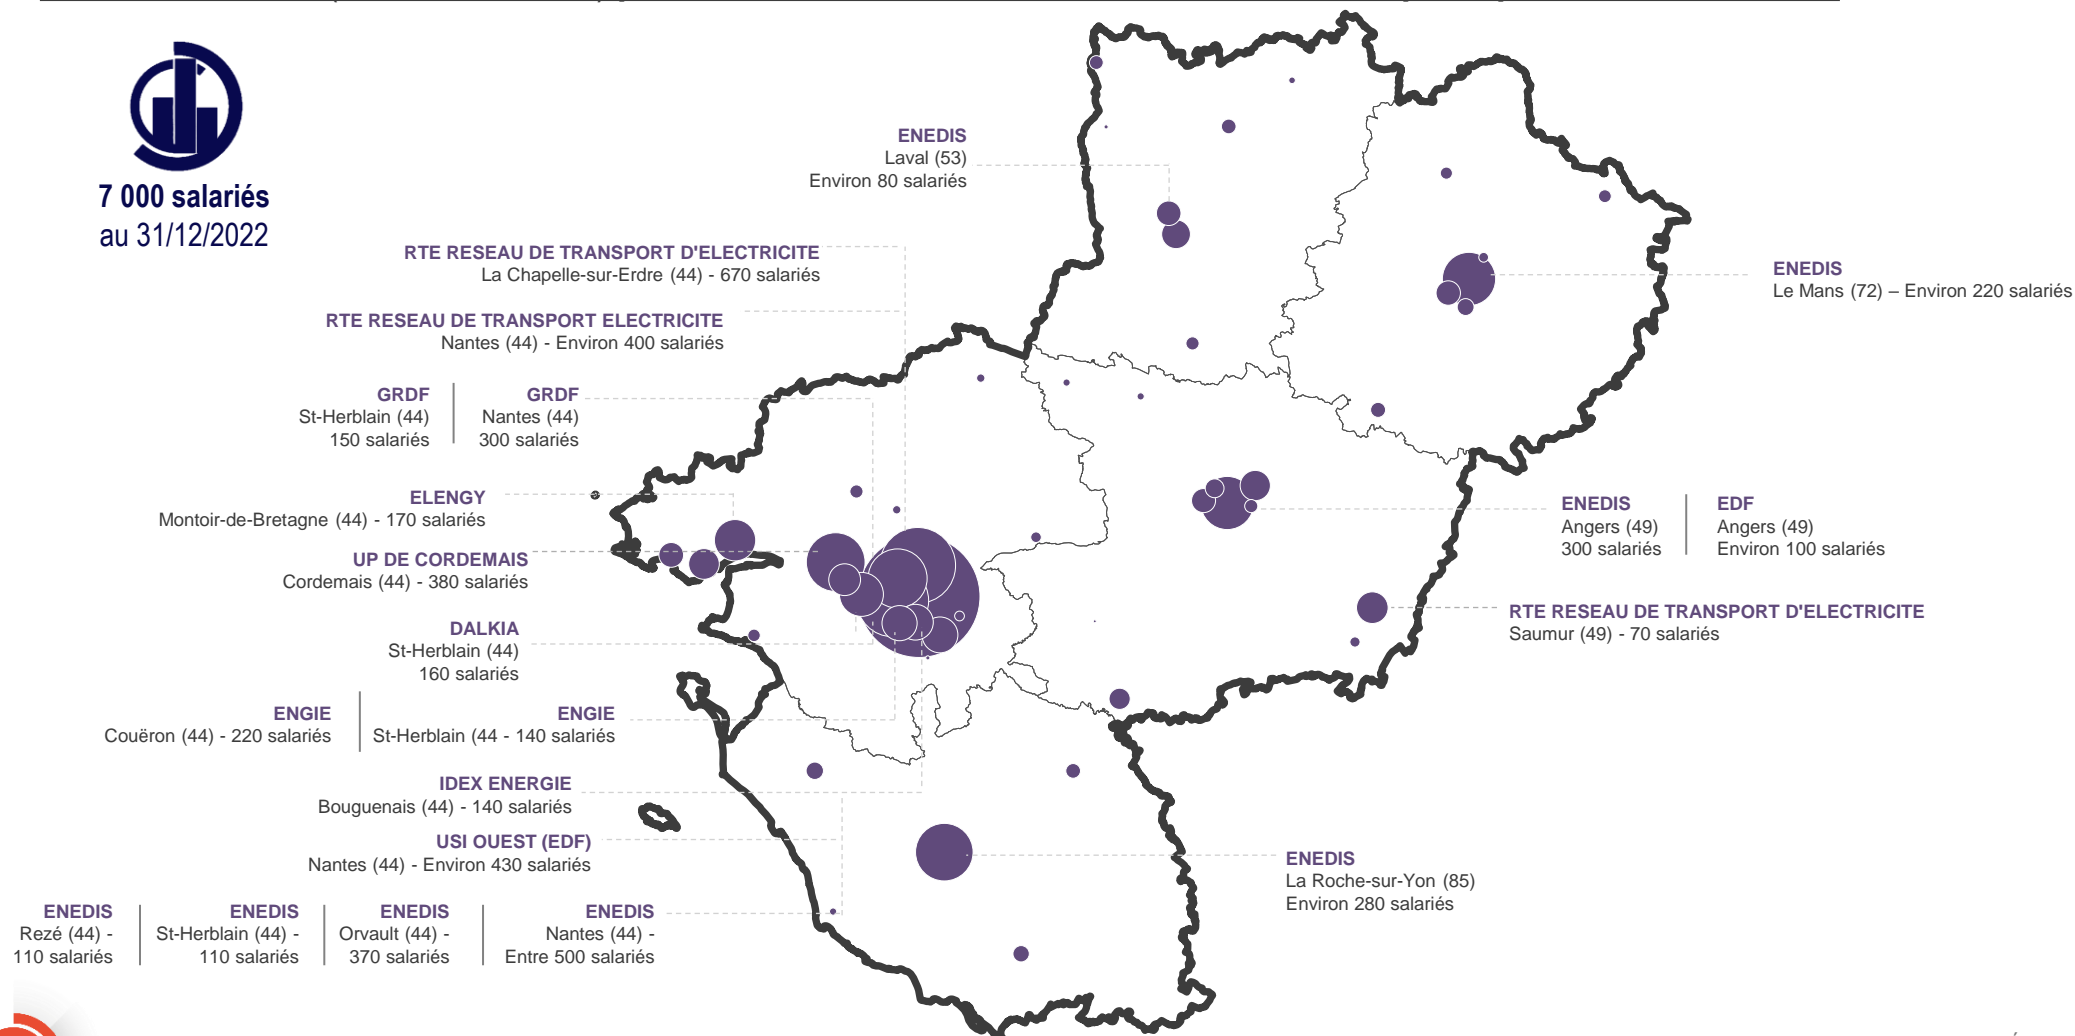 7 000 salariés
au 31/12/2022
ENEDIS
Laval (53)
Environ 80 salariés
RTE RESEAU DE TRANSPORT D'ELECTRICITE
La Chapelle-sur-Erdre (44) - 670 salariés
RTE RESEAU DE TRANSPORT ELECTRICITE
Nantes (44) - Environ 400 salariés
GRDF
St-Herblain (44)
150 salariés
GRDF
Nantes (44)
300 salariés
ELENGY
Montoir-de-Bretagne (44) - 170 salariés
UP DE CORDEMAIS
Cordemais (44) - 380 salariés
DALKIA
St-Herblain (44)
160 salariés
ENGIE
Couëron (44) - 220 salariés
ENGIE
St-Herblain (44 - 140 salariés
IDEX ENERGIE
Bouguenais (44) - 140 salariés
USI OUEST (EDF)
Nantes (44) - Environ 430 salariés
ENEDIS
Rezé (44) -
110 salariés
ENEDIS
St-Herblain (44) -
110 salariés
ENEDIS
Orvault (44) -
370 salariés
ENEDIS
Nantes (44) -
Entre 500 salariés
ENEDIS
Le Mans (72) – Environ 220 salariés
ENEDIS
Angers (49)
300 salariés
EDF
Angers (49)
Environ 100 salariés
RTE RESEAU DE TRANSPORT D'ELECTRICITE
Saumur (49) - 70 salariés
ENEDIS
La Roche-sur-Yon (85)
Environ 280 salariés